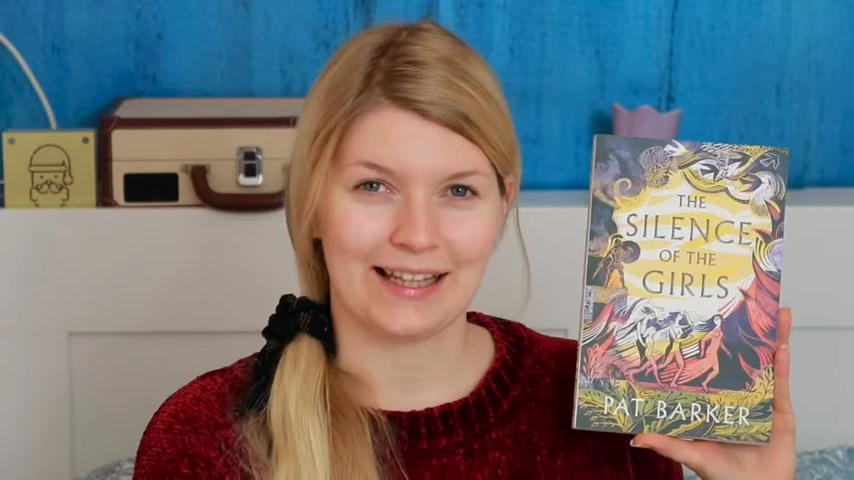 THE
SILENCE
OF THE
GIRLS
PAT BARKER